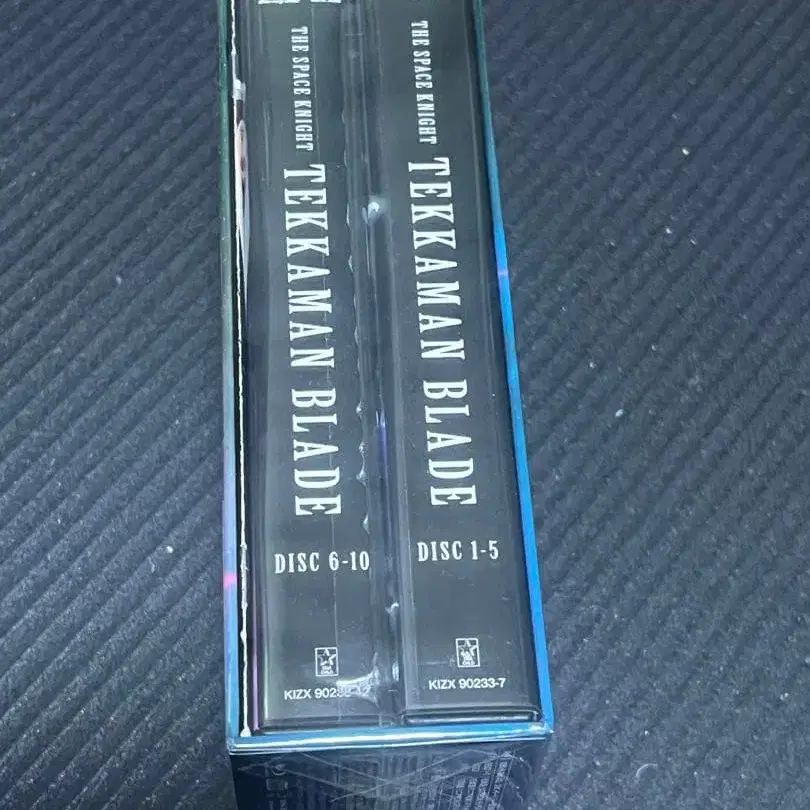 THE SPACE KNIGHT
TEKKAMAN BLADE
DISC 6-10
THE SPACE KNIGHT
TEKKAMAN BLADE
DISC 1-5
KIZX 90233-7